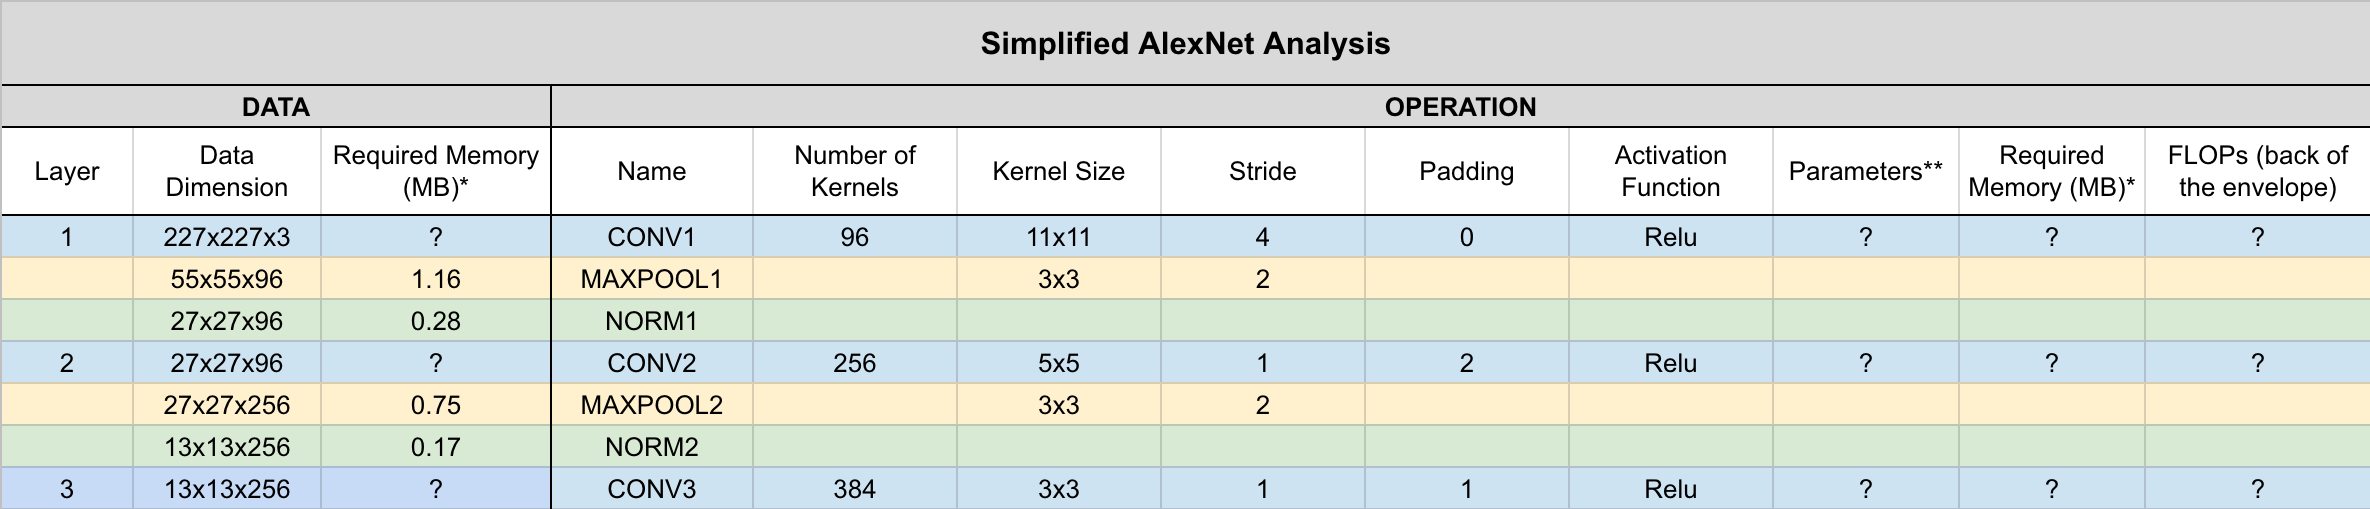 Simplified AlexNet Analysis
DATA OPERATION
Layer Data Dimension Required Memory (MB)* Name Number of Kernels Kernel Size Stride Padding Activation Function Parameters** Required Memory (MB)* FLOPs (back of the envelope)
1 227x227x3 ? CONV1 96 11x11 4 0 Relu ? ? ?
55x55x96 1.16 MAXPOOL1 3x3 2
27x27x96 0.28 NORM1
2 27x27x96 ? CONV2 256 5x5 1 2 Relu ? ? ?
27x27x256 0.75 MAXPOOL2 3x3 2
13x13x256 0.17 NORM2
3 13x13x256 ? CONV3 384 3x3 1 1 Relu ? ? ?